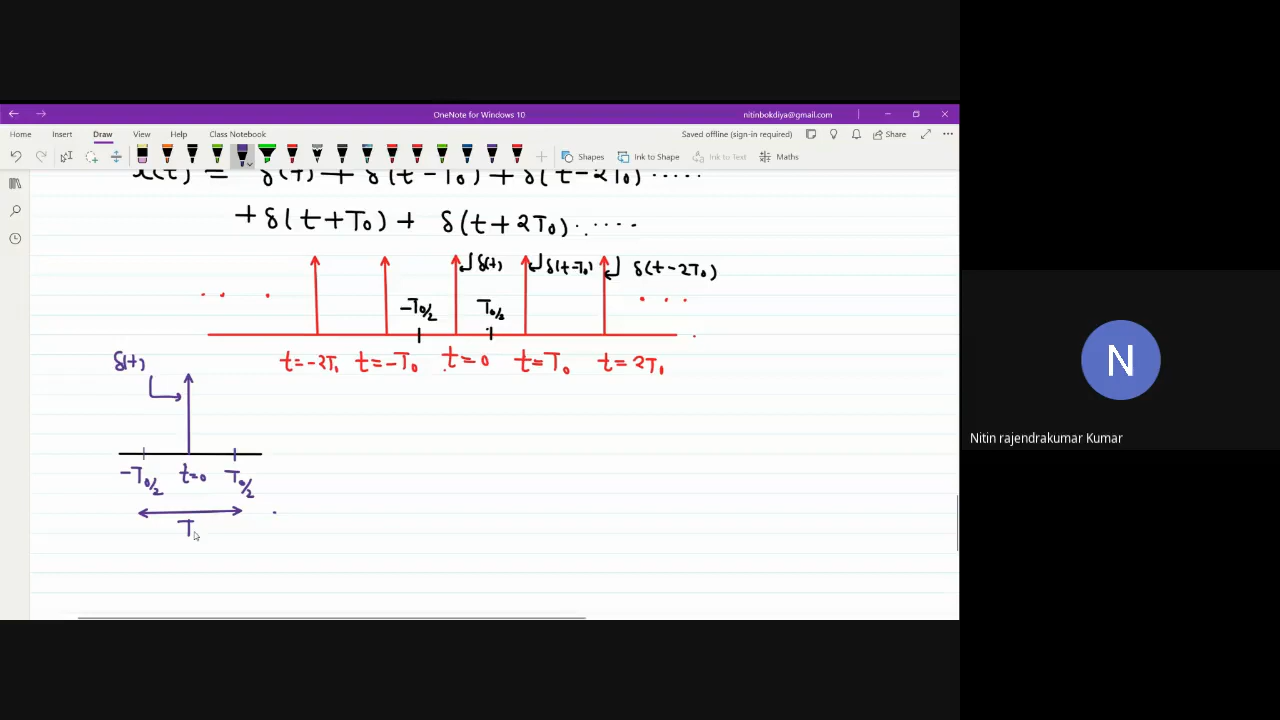 OneNote for Windows 10
nitinbokdiya@gmail.com
Home Insert Draw View Help Class Notebook
Saved offline (sign-in required) Share
Shapes Ink to Shape Ink to Text Maths
x(t) = δ(t) + δ(t-T₀) + δ(t-2T₀) .....
+ δ(t+T₀) + δ(t+2T₀) .....
δ(t) δ(t-T₀) δ(t-2T₀)
-T₀/2 T₀/2
t=-2T₀ t=-T₀ t=0 t=T₀ t=2T₀
δ(t)
-T₀/2 t=0 T₀/2
T
N
Nitin rajendrakumar Kumar